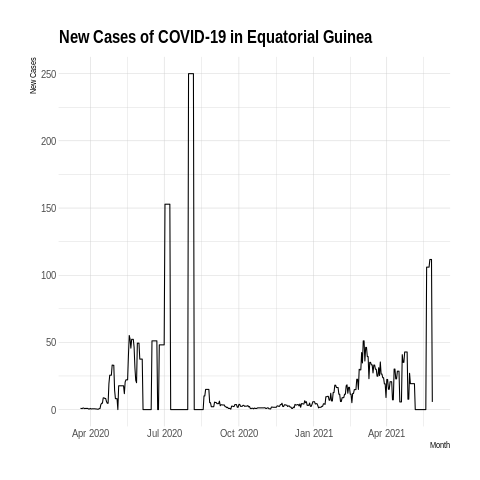 New Cases of COVID-19 in Equatorial Guinea
New Cases
250
200
150
100
50
0
Apr 2020 Jul 2020 Oct 2020 Jan 2021 Apr 2021
Month